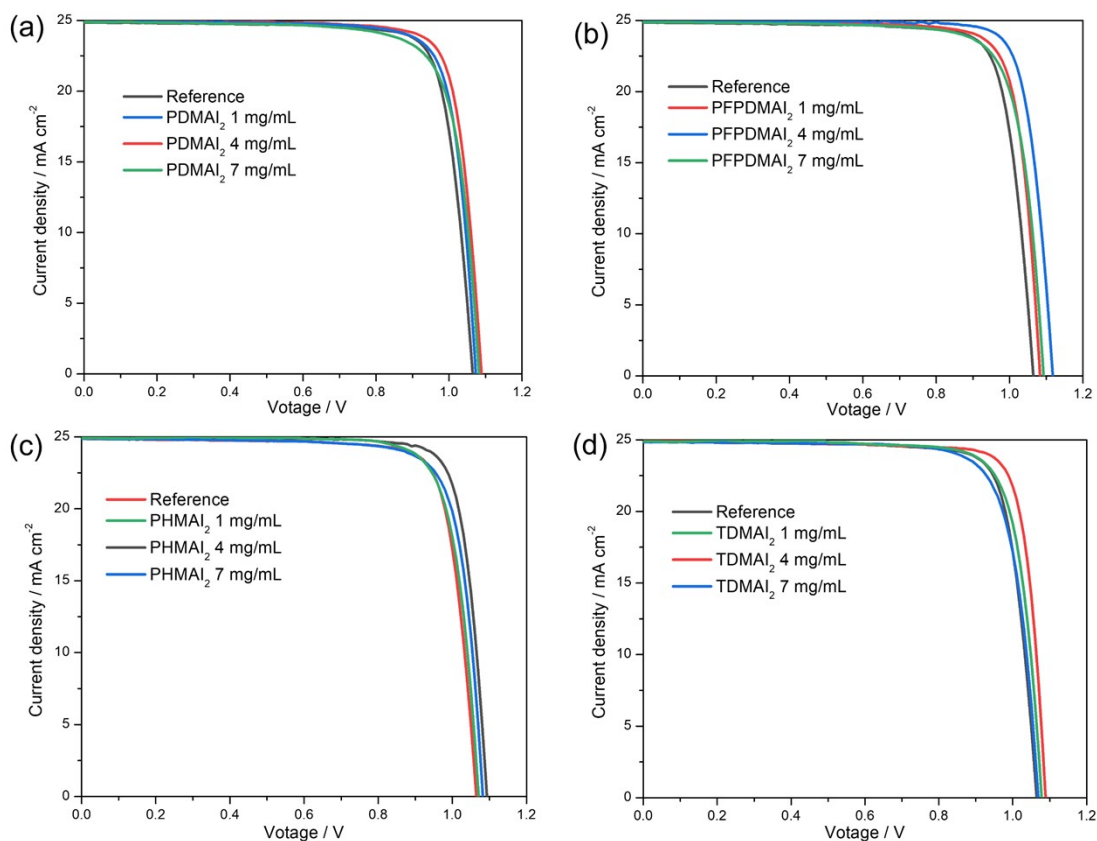 (a)
25
20
15
10
5
0
Current density / mA cm⁻²
Reference
PDMAI₂ 1 mg/mL
PDMAI₂ 4 mg/mL
PDMAI₂ 7 mg/mL
0.0 0.2 0.4 0.6 0.8 1.0 1.2
Votage / V
(b)
25
20
15
10
5
0
Current density / mA cm⁻²
Reference
PFPDMAI₂ 1 mg/mL
PFPDMAI₂ 4 mg/mL
PFPDMAI₂ 7 mg/mL
0.0 0.2 0.4 0.6 0.8 1.0 1.2
Votage / V
(c)
25
20
15
10
5
0
Current density / mA cm⁻²
Reference
PHMAI₂ 1 mg/mL
PHMAI₂ 4 mg/mL
PHMAI₂ 7 mg/mL
0.0 0.2 0.4 0.6 0.8 1.0 1.2
Votage / V
(d)
25
20
15
10
5
0
Current density / mA cm⁻²
Reference
TDMAI₂ 1 mg/mL
TDMAI₂ 4 mg/mL
TDMAI₂ 7 mg/mL
0.0 0.2 0.4 0.6 0.8 1.0 1.2
Votage / V